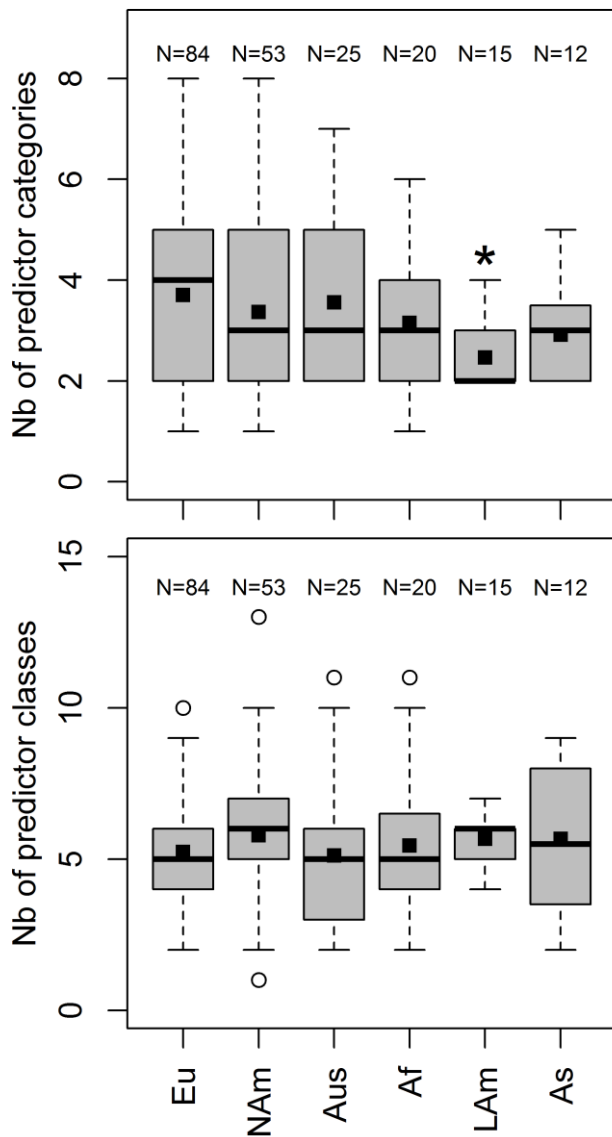 N=84 N=53 N=25 N=20 N=15 N=12
8
6
4
2
0
Nb of predictor categories
*
N=84 N=53 N=25 N=20 N=15 N=12
15
10
5
0
Nb of predictor classes
Eu NAm Aus Af LAm As